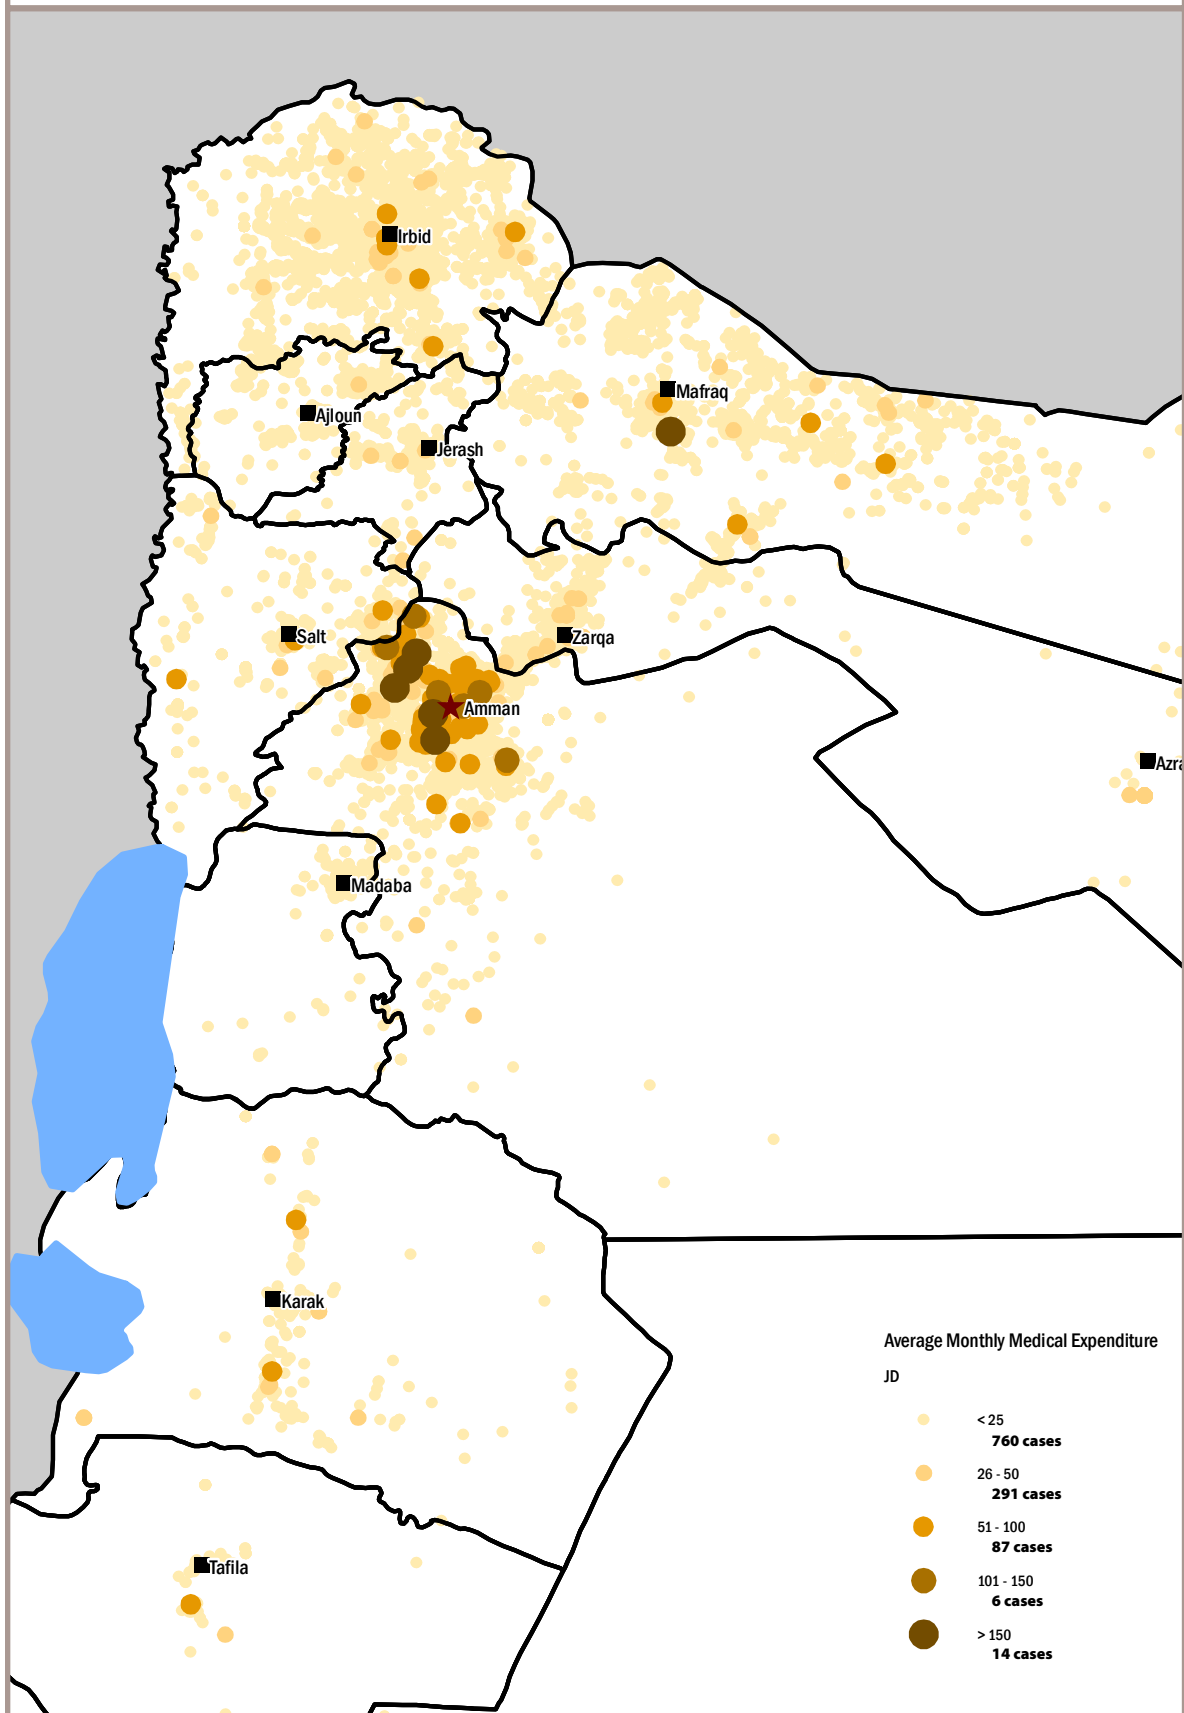 Irbid
Mafraq
Ajloun
Jerash
Salt
Zarqa
Amman
Azra
Madaba
Karak
Tafila
Average Monthly Medical Expenditure
JD
< 25
760 cases
26 - 50
291 cases
51 - 100
87 cases
101 - 150
6 cases
> 150
14 cases